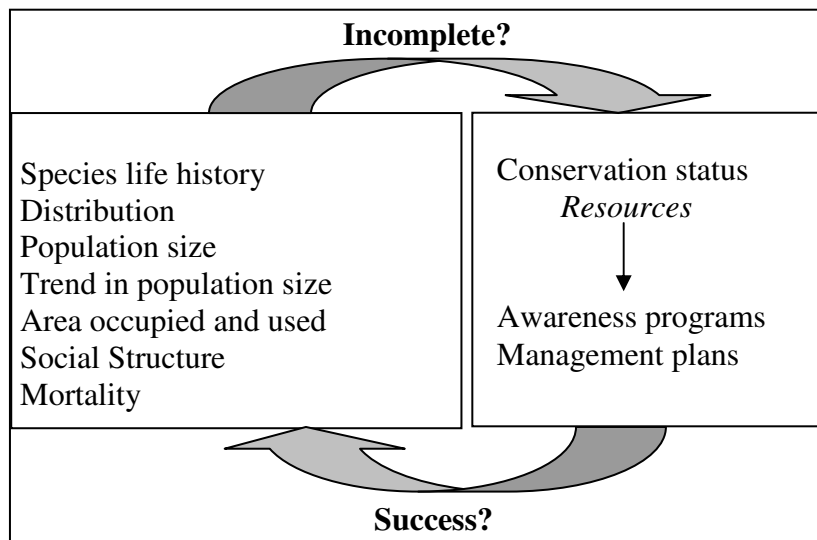 Incomplete?
Species life history
Distribution
Population size
Trend in population size
Area occupied and used
Social Structure
Mortality
Conservation status
Resources
Awareness programs
Management plans
Success?